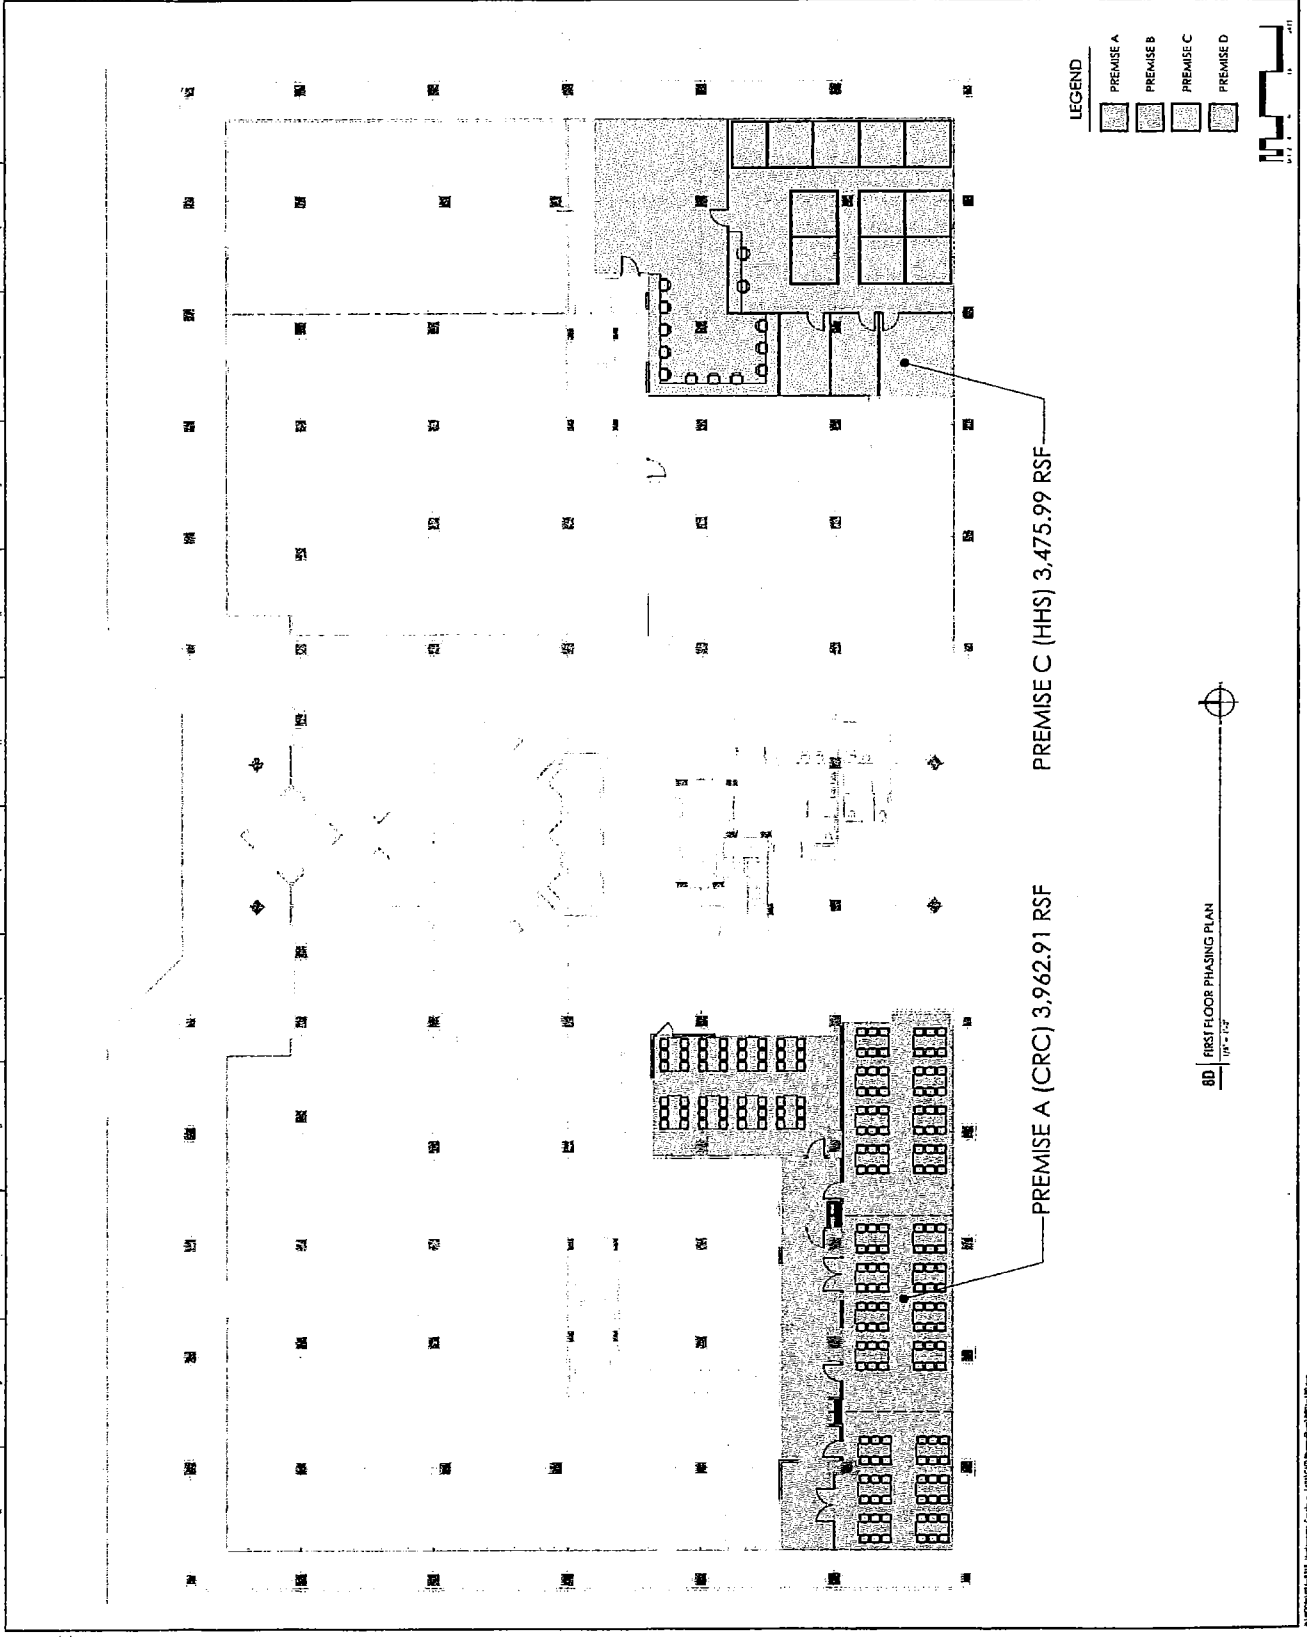 LEGEND
PREMISE A
PREMISE B
PREMISE C
PREMISE D
PREMISE C (HHS) 3,475.99 RSF
PREMISE A (CRC) 3,962.91 RSF
8D FIRST FLOOR PHASING PLAN